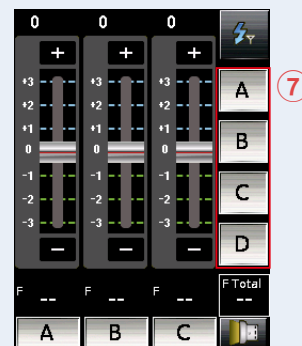 0 0 0
+ + +
+3 +3 +3
+2 +2 +2
+1 +1 +1
0 0 0
-1 -1 -1
-2 -2 -2
-3 -3 -3
− − −
A
B
C
D
7
F -- F -- F -- F Total --
A B C